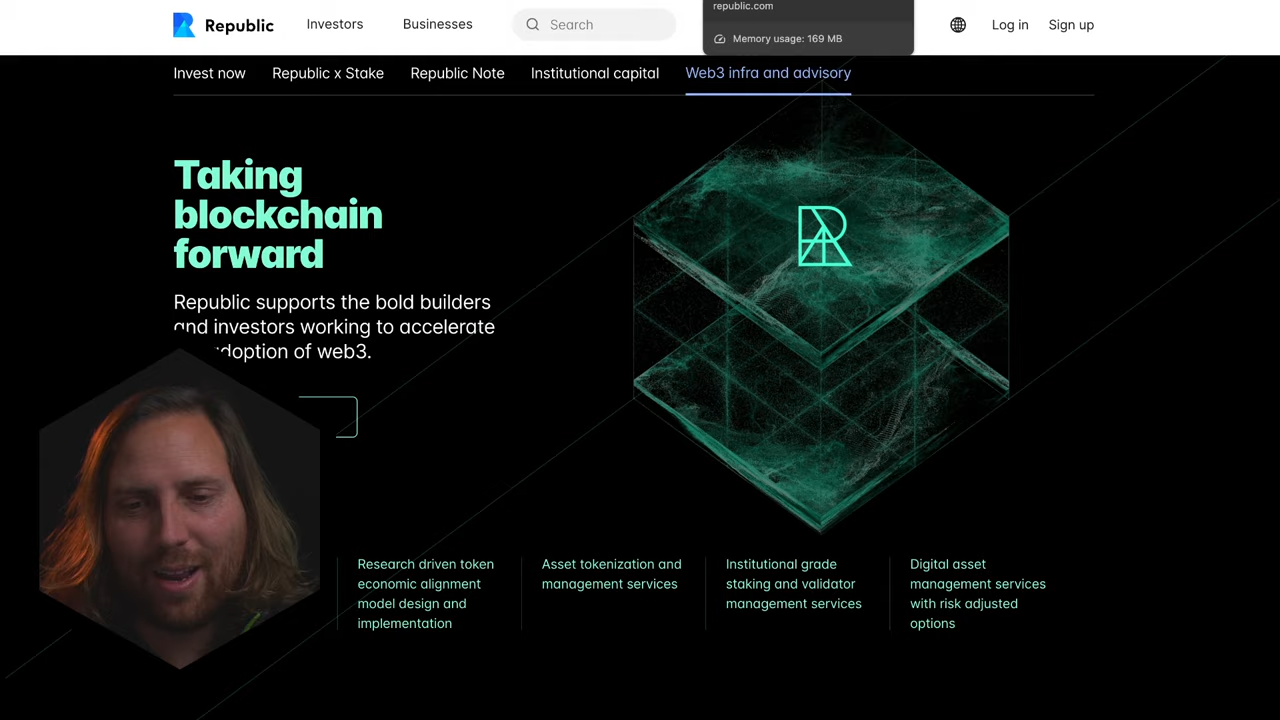 republic.com
Republic
Investors
Businesses
Search
Memory usage: 169 MB
Log in
Sign up
Invest now
Republic x Stake
Republic Note
Institutional capital
Web3 infra and advisory
Taking
blockchain
forward
Republic supports the bold builders
and investors working to accelerate
adoption of web3.
Research driven token
economic alignment
model design and
implementation
Asset tokenization and
management services
Institutional grade
staking and validator
management services
Digital asset
management services
with risk adjusted
options